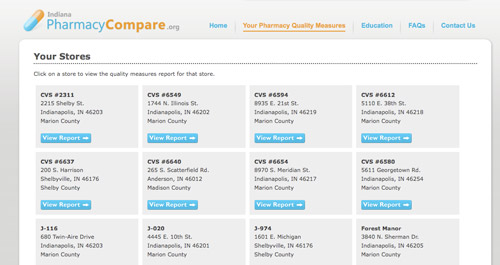 Indiana
PharmacyCompare.org
Home Your Pharmacy Quality Measures Education FAQs Contact Us
Your Stores
Click on a store to view the quality measures report for that store.
CVS #2311
2215 Shelby St.
Indianapolis, IN 46203
Marion County
View Report
CVS #6549
1744 N. Illinois St.
Indianapolis, IN 46202
Marion County
View Report
CVS #6594
8935 E. 21st St.
Indianapolis, IN 46219
Marion County
View Report
CVS #6612
5110 E. 38th St.
Indianapolis, IN 46218
Marion County
View Report
CVS #6637
200 S. Harrison
Shelbyville, IN 46176
Shelby County
View Report
CVS #6640
265 S. Scatterfield Rd.
Anderson, IN 46012
Madison County
View Report
CVS #6654
8970 S. Meridian St.
Indianapolis, IN 46217
Marion County
View Report
CVS #6580
5611 Georgetown Rd.
Indianapolis, IN 46254
Marion County
View Report
J-116
680 Twin-Aire Drive
Indianapolis, IN 46203
Marion County
J-020
4445 E. 10th St.
Indianapolis, IN 46201
Marion County
J-974
1601 E. Michigan
Shelbyville, IN 46176
Shelby County
Forest Manor
3840 N. Sherman Dr.
Indianapolis, IN 46205
Marion County